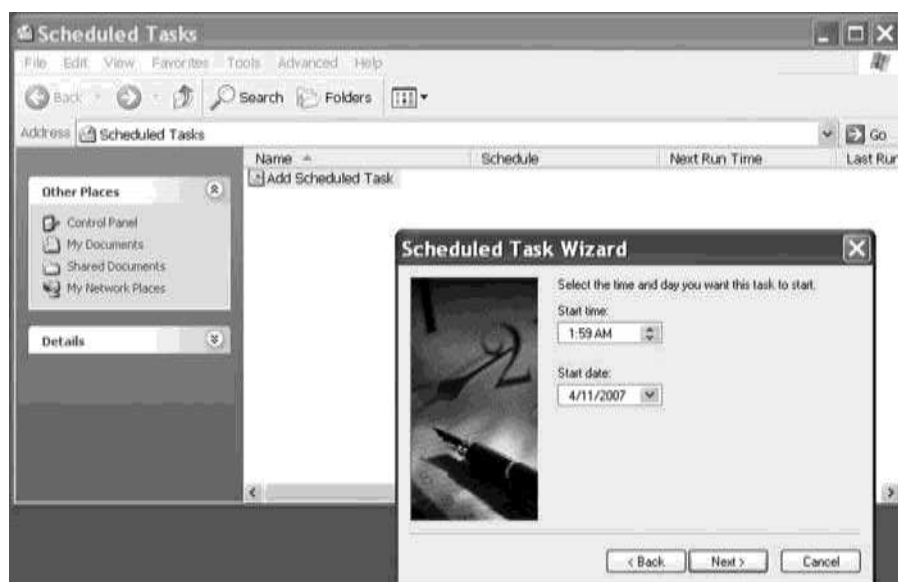 Scheduled Tasks
File Edit View Favorites Tools Advanced Help
Back Search Folders
Address Scheduled Tasks Go
Name Schedule Next Run Time Last Run
Add Scheduled Task
Other Places
Control Panel
My Documents
Shared Documents
My Network Places
Details
Scheduled Task Wizard
Select the time and day you want this task to start.
Start time:
1:59 AM
Start date:
4/11/2007
< Back Next > Cancel